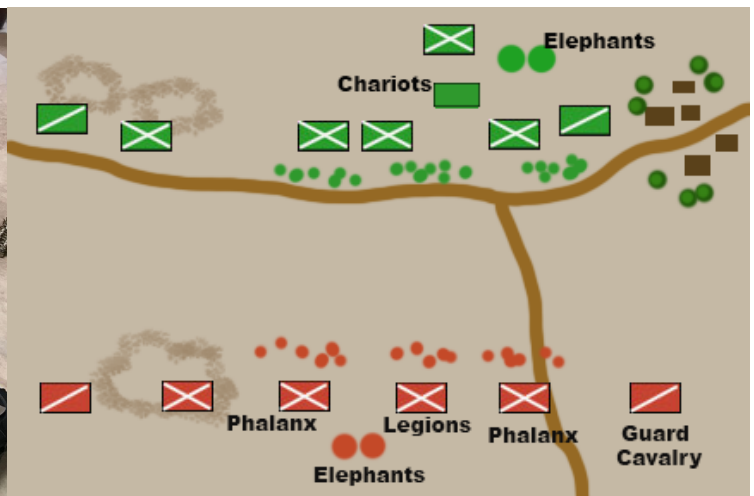 Elephants
Chariots
Phalanx
Legions
Phalanx
Guard
Cavalry
Elephants